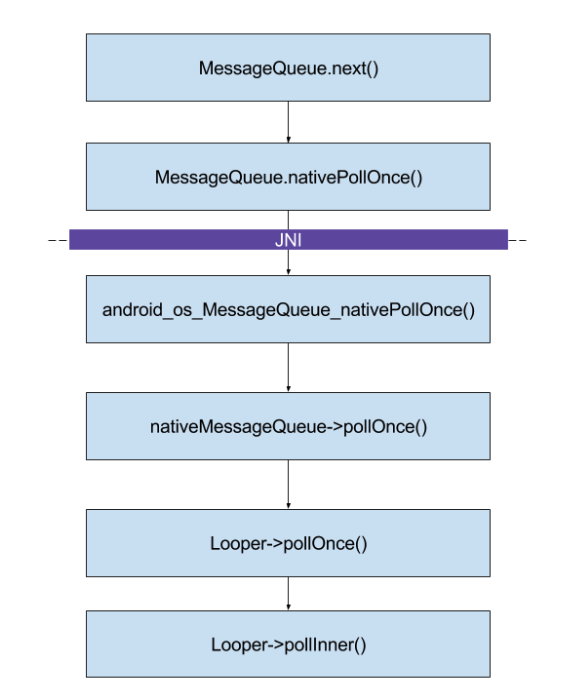 MessageQueue.next()
MessageQueue.nativePollOnce()
JNI
android_os_MessageQueue_nativePollOnce()
nativeMessageQueue->pollOnce()
Looper->pollOnce()
Looper->pollInner()